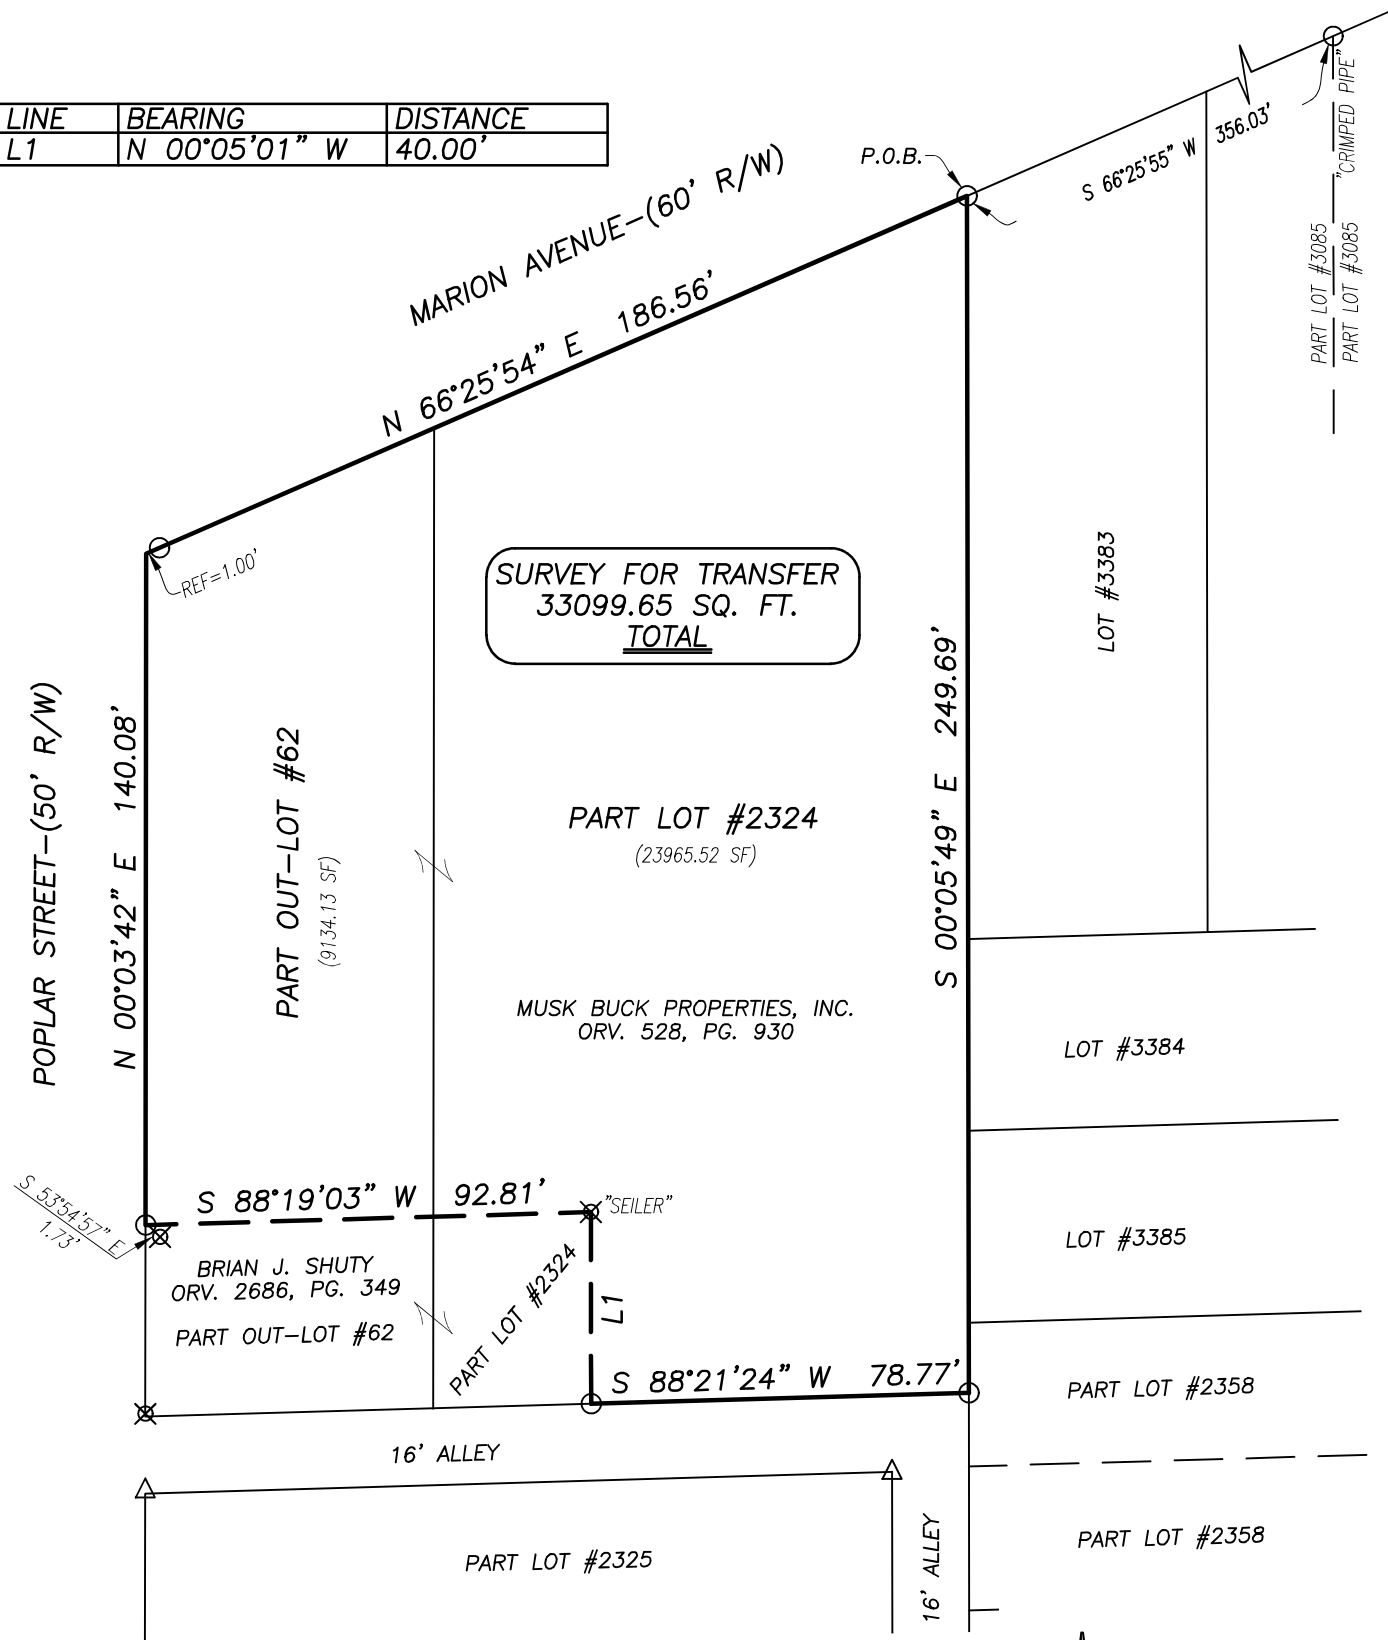 LINE BEARING DISTANCE
L1 N 00°05'01" W 40.00'
P.O.B.
S 66°25'55" W 356.03'
"CRIMPED PIPE"
PART LOT #3085
PART LOT #3085
MARION AVENUE-(60' R/W)
N 66°25'54" E 186.56'
REF=1.00'
SURVEY FOR TRANSFER
33099.65 SQ. FT.
TOTAL
LOT #3383
POPLAR STREET-(50' R/W)
N 00°03'42" E 140.08'
PART OUT-LOT #62
(9134.13 SF)
PART LOT #2324
(23965.52 SF)
S 00°05'49" E 249.69'
MUSK BUCK PROPERTIES, INC.
ORV. 528, PG. 930
LOT #3384
S 53°54'57" E
1.73'
S 88°19'03" W 92.81'
"SEILER"
BRIAN J. SHUTY
ORV. 2686, PG. 349
PART OUT-LOT #62
PART LOT #2324
L1
LOT #3385
S 88°21'24" W 78.77'
PART LOT #2358
16' ALLEY
PART LOT #2325
16' ALLEY
PART LOT #2358